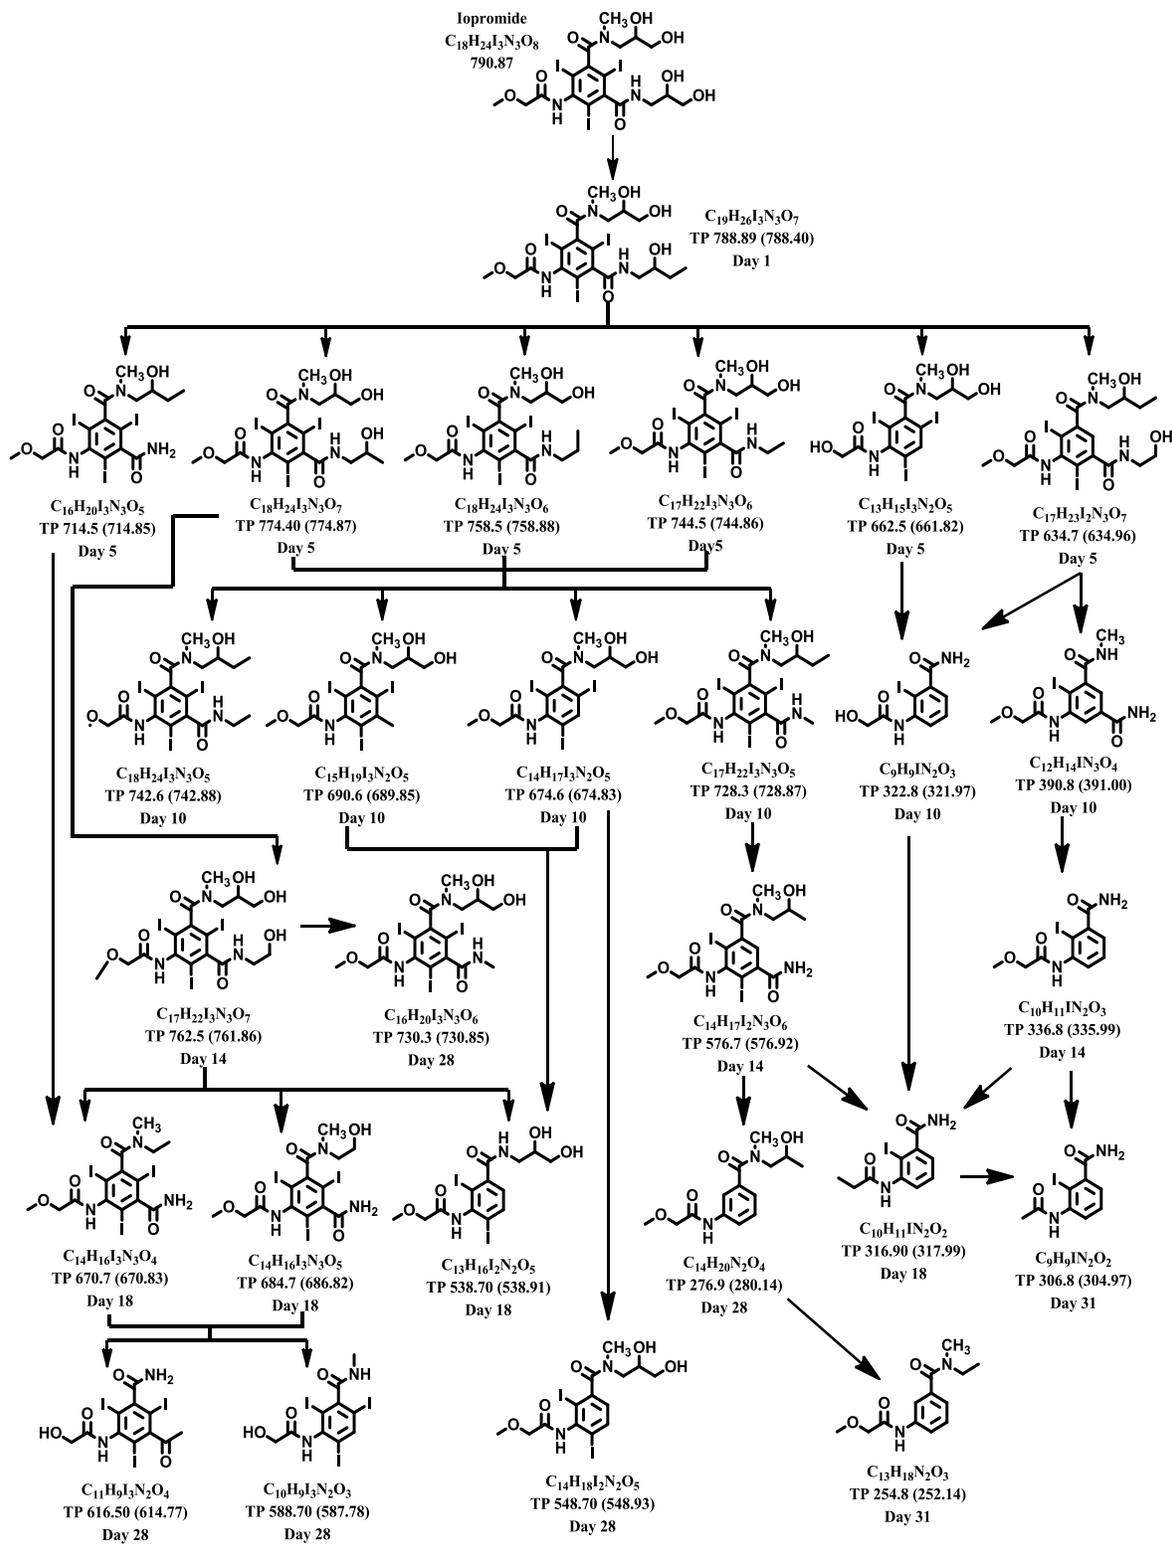 Iopromide
C18H24I3N3O8
790.87
C19H26I3N3O7
TP 788.89 (788.40)
Day 1
C16H20I3N3O5
TP 714.5 (714.85)
Day 5
C18H24I3N3O7
TP 774.40 (774.87)
Day 5
C18H24I3N3O6
TP 758.5 (758.88)
Day 5
C17H22I3N3O6
TP 744.5 (744.86)
Day5
C13H15I3N2O5
TP 662.5 (661.82)
Day 5
C17H23I2N3O7
TP 634.7 (634.96)
Day 5
C18H24I3N3O5
TP 742.6 (742.88)
Day 10
C15H19I3N2O5
TP 690.6 (689.85)
Day 10
C14H17I3N2O5
TP 674.6 (674.83)
Day 10
C17H22I3N3O5
TP 728.3 (728.87)
Day 10
C9H9IN2O3
TP 322.8 (321.97)
Day 10
C12H14IN3O4
TP 390.8 (391.00)
Day 10
C17H22I3N3O7
TP 762.5 (761.86)
Day 14
C16H20I3N3O6
TP 730.3 (730.85)
Day 28
C14H17I2N3O6
TP 576.7 (576.92)
Day 14
C10H11IN2O3
TP 336.8 (335.99)
Day 14
C14H16I3N3O4
TP 670.7 (670.83)
Day 18
C14H16I3N3O5
TP 684.7 (686.82)
Day 18
C13H16I2N2O5
TP 538.70 (538.91)
Day 18
C14H20N2O4
TP 276.9 (280.14)
Day 28
C10H11IN2O2
TP 316.90 (317.99)
Day 18
C9H9IN2O2
TP 306.8 (304.97)
Day 31
C11H9I3N2O4
TP 616.50 (614.77)
Day 28
C10H9I3N2O3
TP 588.70 (587.78)
Day 28
C14H18I2N2O5
TP 548.70 (548.93)
Day 28
C13H18N2O3
TP 254.8 (252.14)
Day 31